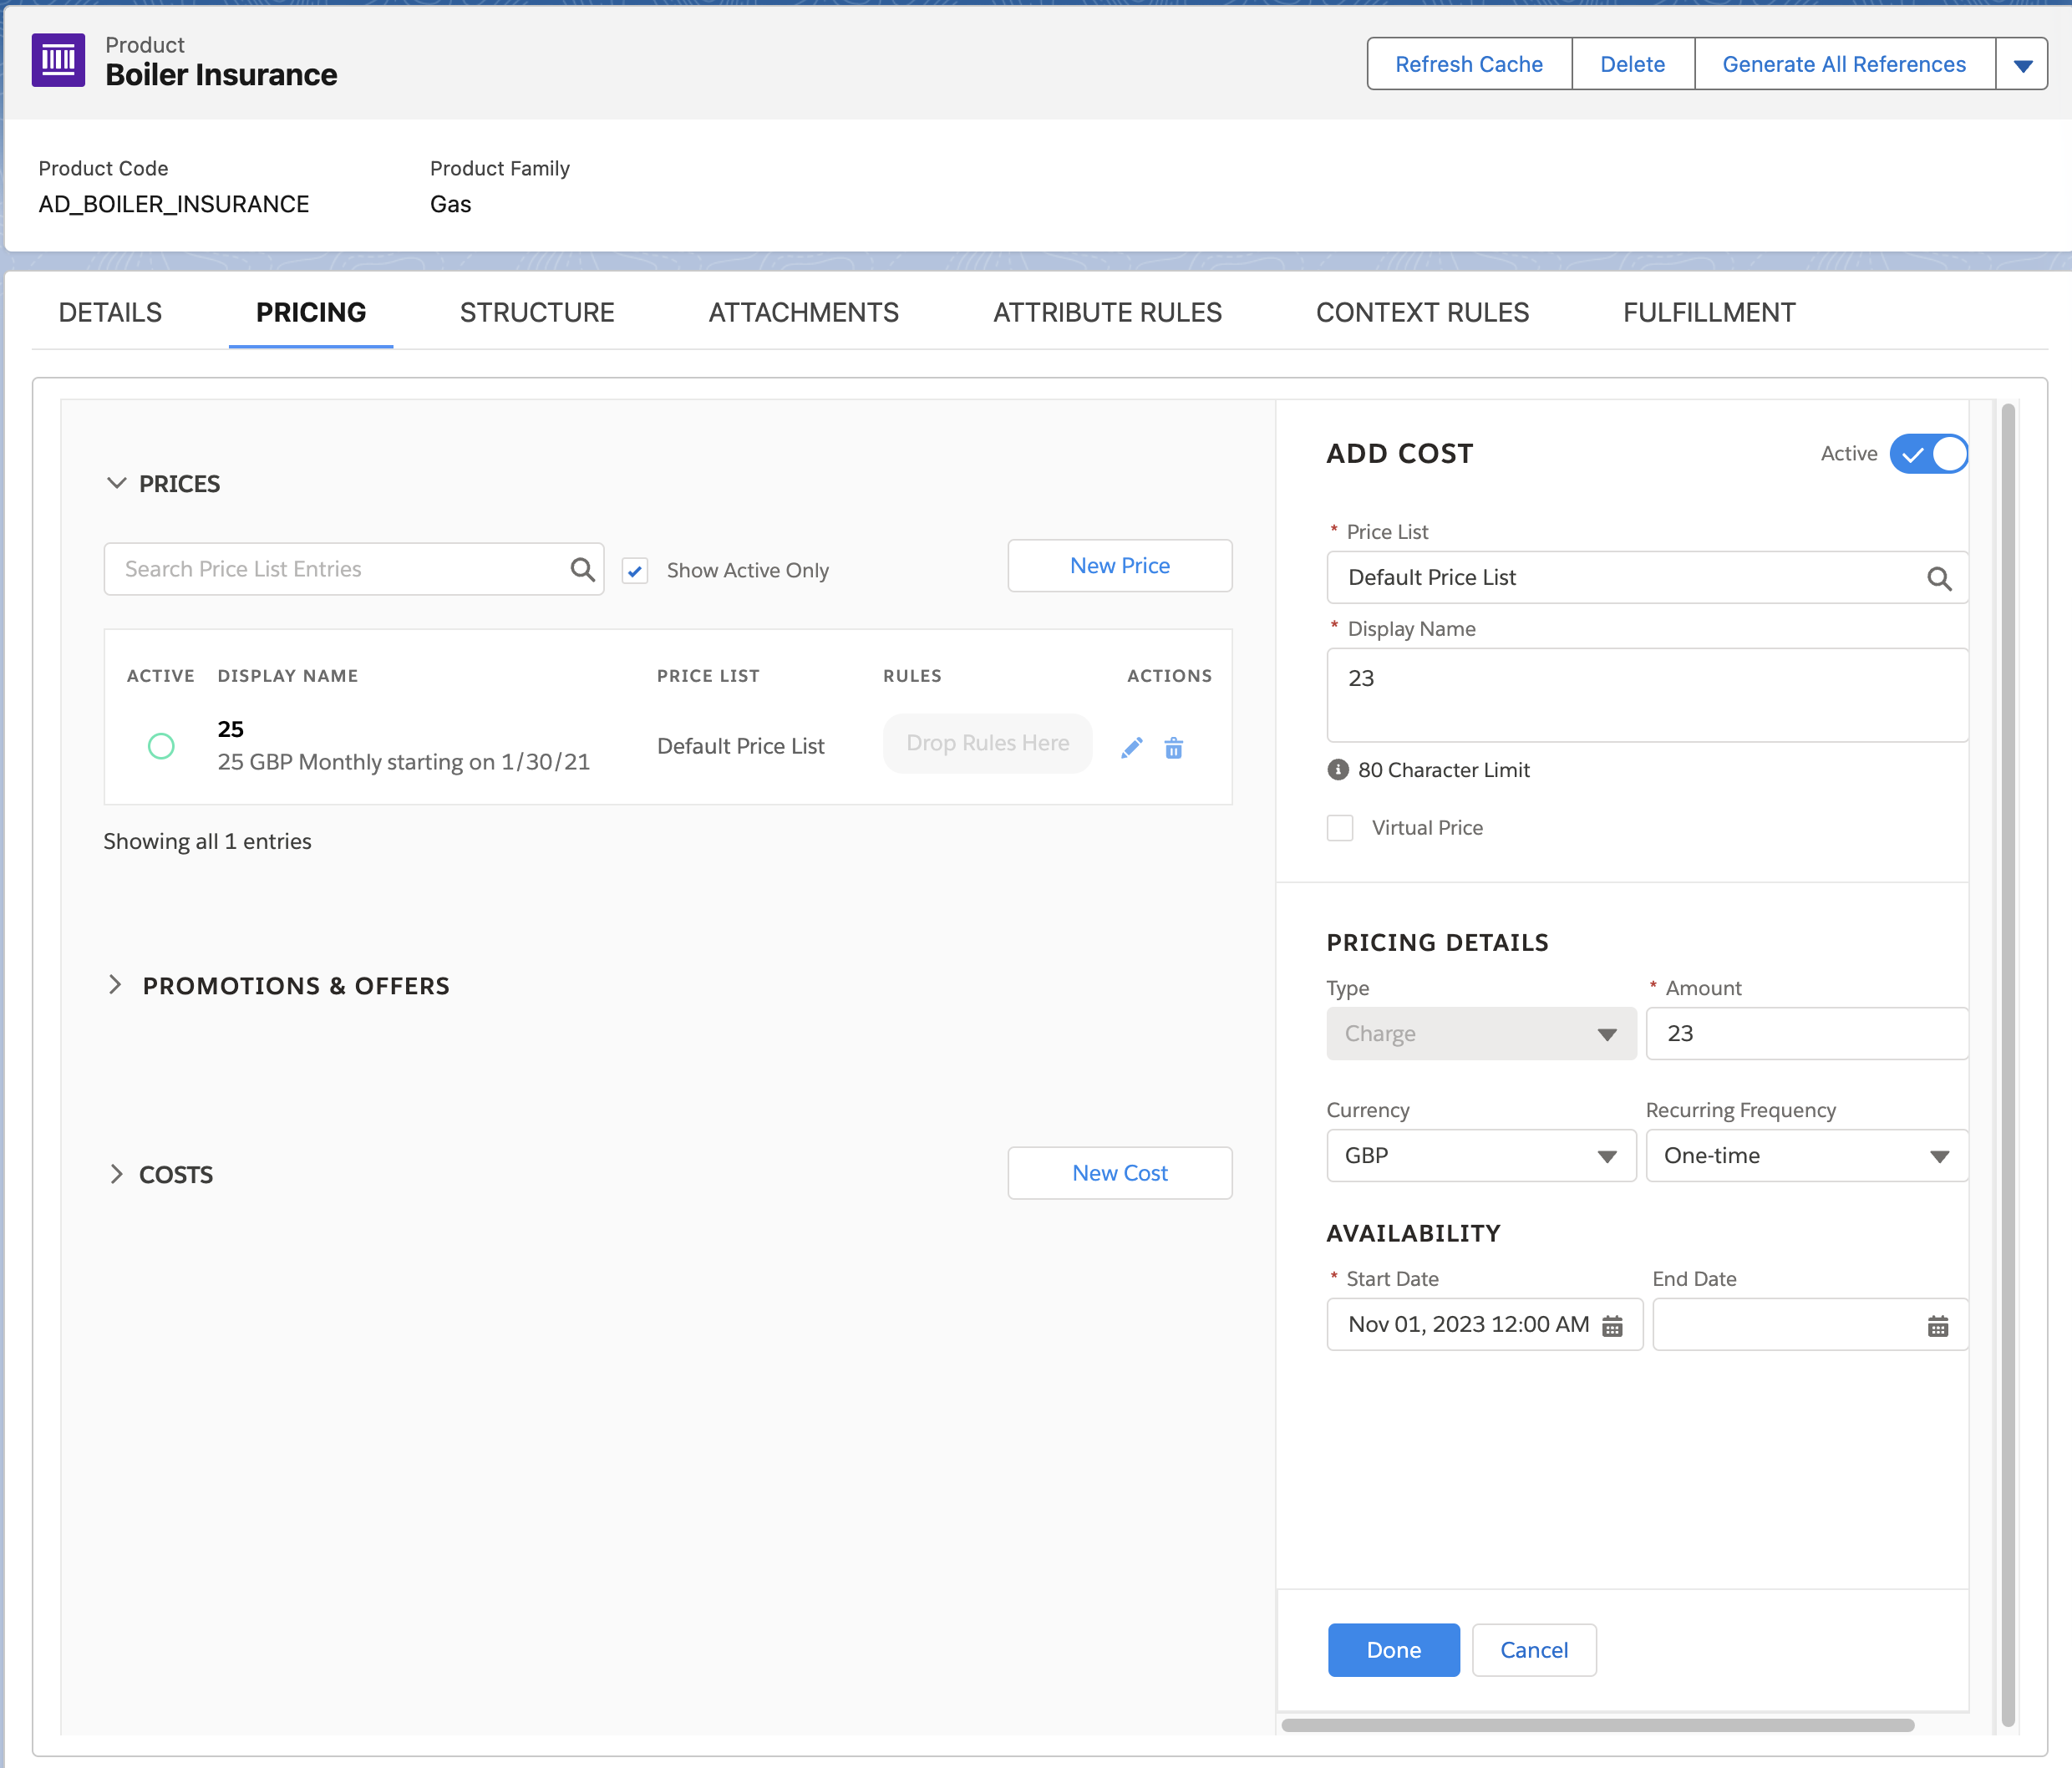 Product
Boiler Insurance
Refresh Cache
Delete
Generate All References
Product Code
Product Family
AD_BOILER_INSURANCE
Gas
DETAILS
PRICING
STRUCTURE
ATTACHMENTS
ATTRIBUTE RULES
CONTEXT RULES
FULFILLMENT
PRICES
Search Price List Entries
Show Active Only
New Price
ACTIVE
DISPLAY NAME
PRICE LIST
RULES
ACTIONS
25
25 GBP Monthly starting on 1/30/21
Default Price List
Drop Rules Here
Showing all 1 entries
PROMOTIONS & OFFERS
COSTS
New Cost
ADD COST
Active
* Price List
Default Price List
* Display Name
23
80 Character Limit
Virtual Price
PRICING DETAILS
Type
* Amount
Charge
23
Currency
Recurring Frequency
GBP
One-time
AVAILABILITY
* Start Date
End Date
Nov 01, 2023 12:00 AM
Done
Cancel